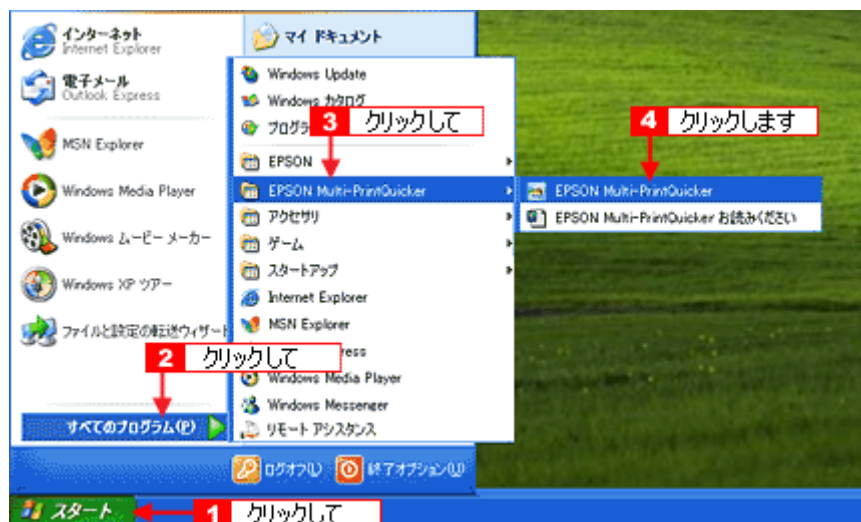 インターネット
Internet Explorer
電子メール
Outlook Express
MSN Explorer
Windows Media Player
Windows ムービー メーカー
Windows XP ツアー
ファイルと設定の転送ウィザード
2 クリックして
すべてのプログラム(P)
マイ ドキュメント
Windows Update
Windows カタログ
プログラ
3 クリックして
EPSON
EPSON Multi-PrintQuicker
アクセサリ
ゲーム
スタートアップ
Internet Explorer
MSN Explorer
ress
Windows Media Player
Windows Messenger
リモート アシスタンス
4 クリックします
EPSON Multi-PrintQuicker
EPSON Multi-PrintQuicker お読みください
ログオフ(L)
終了オプション(U)
スタート
1 クリックして